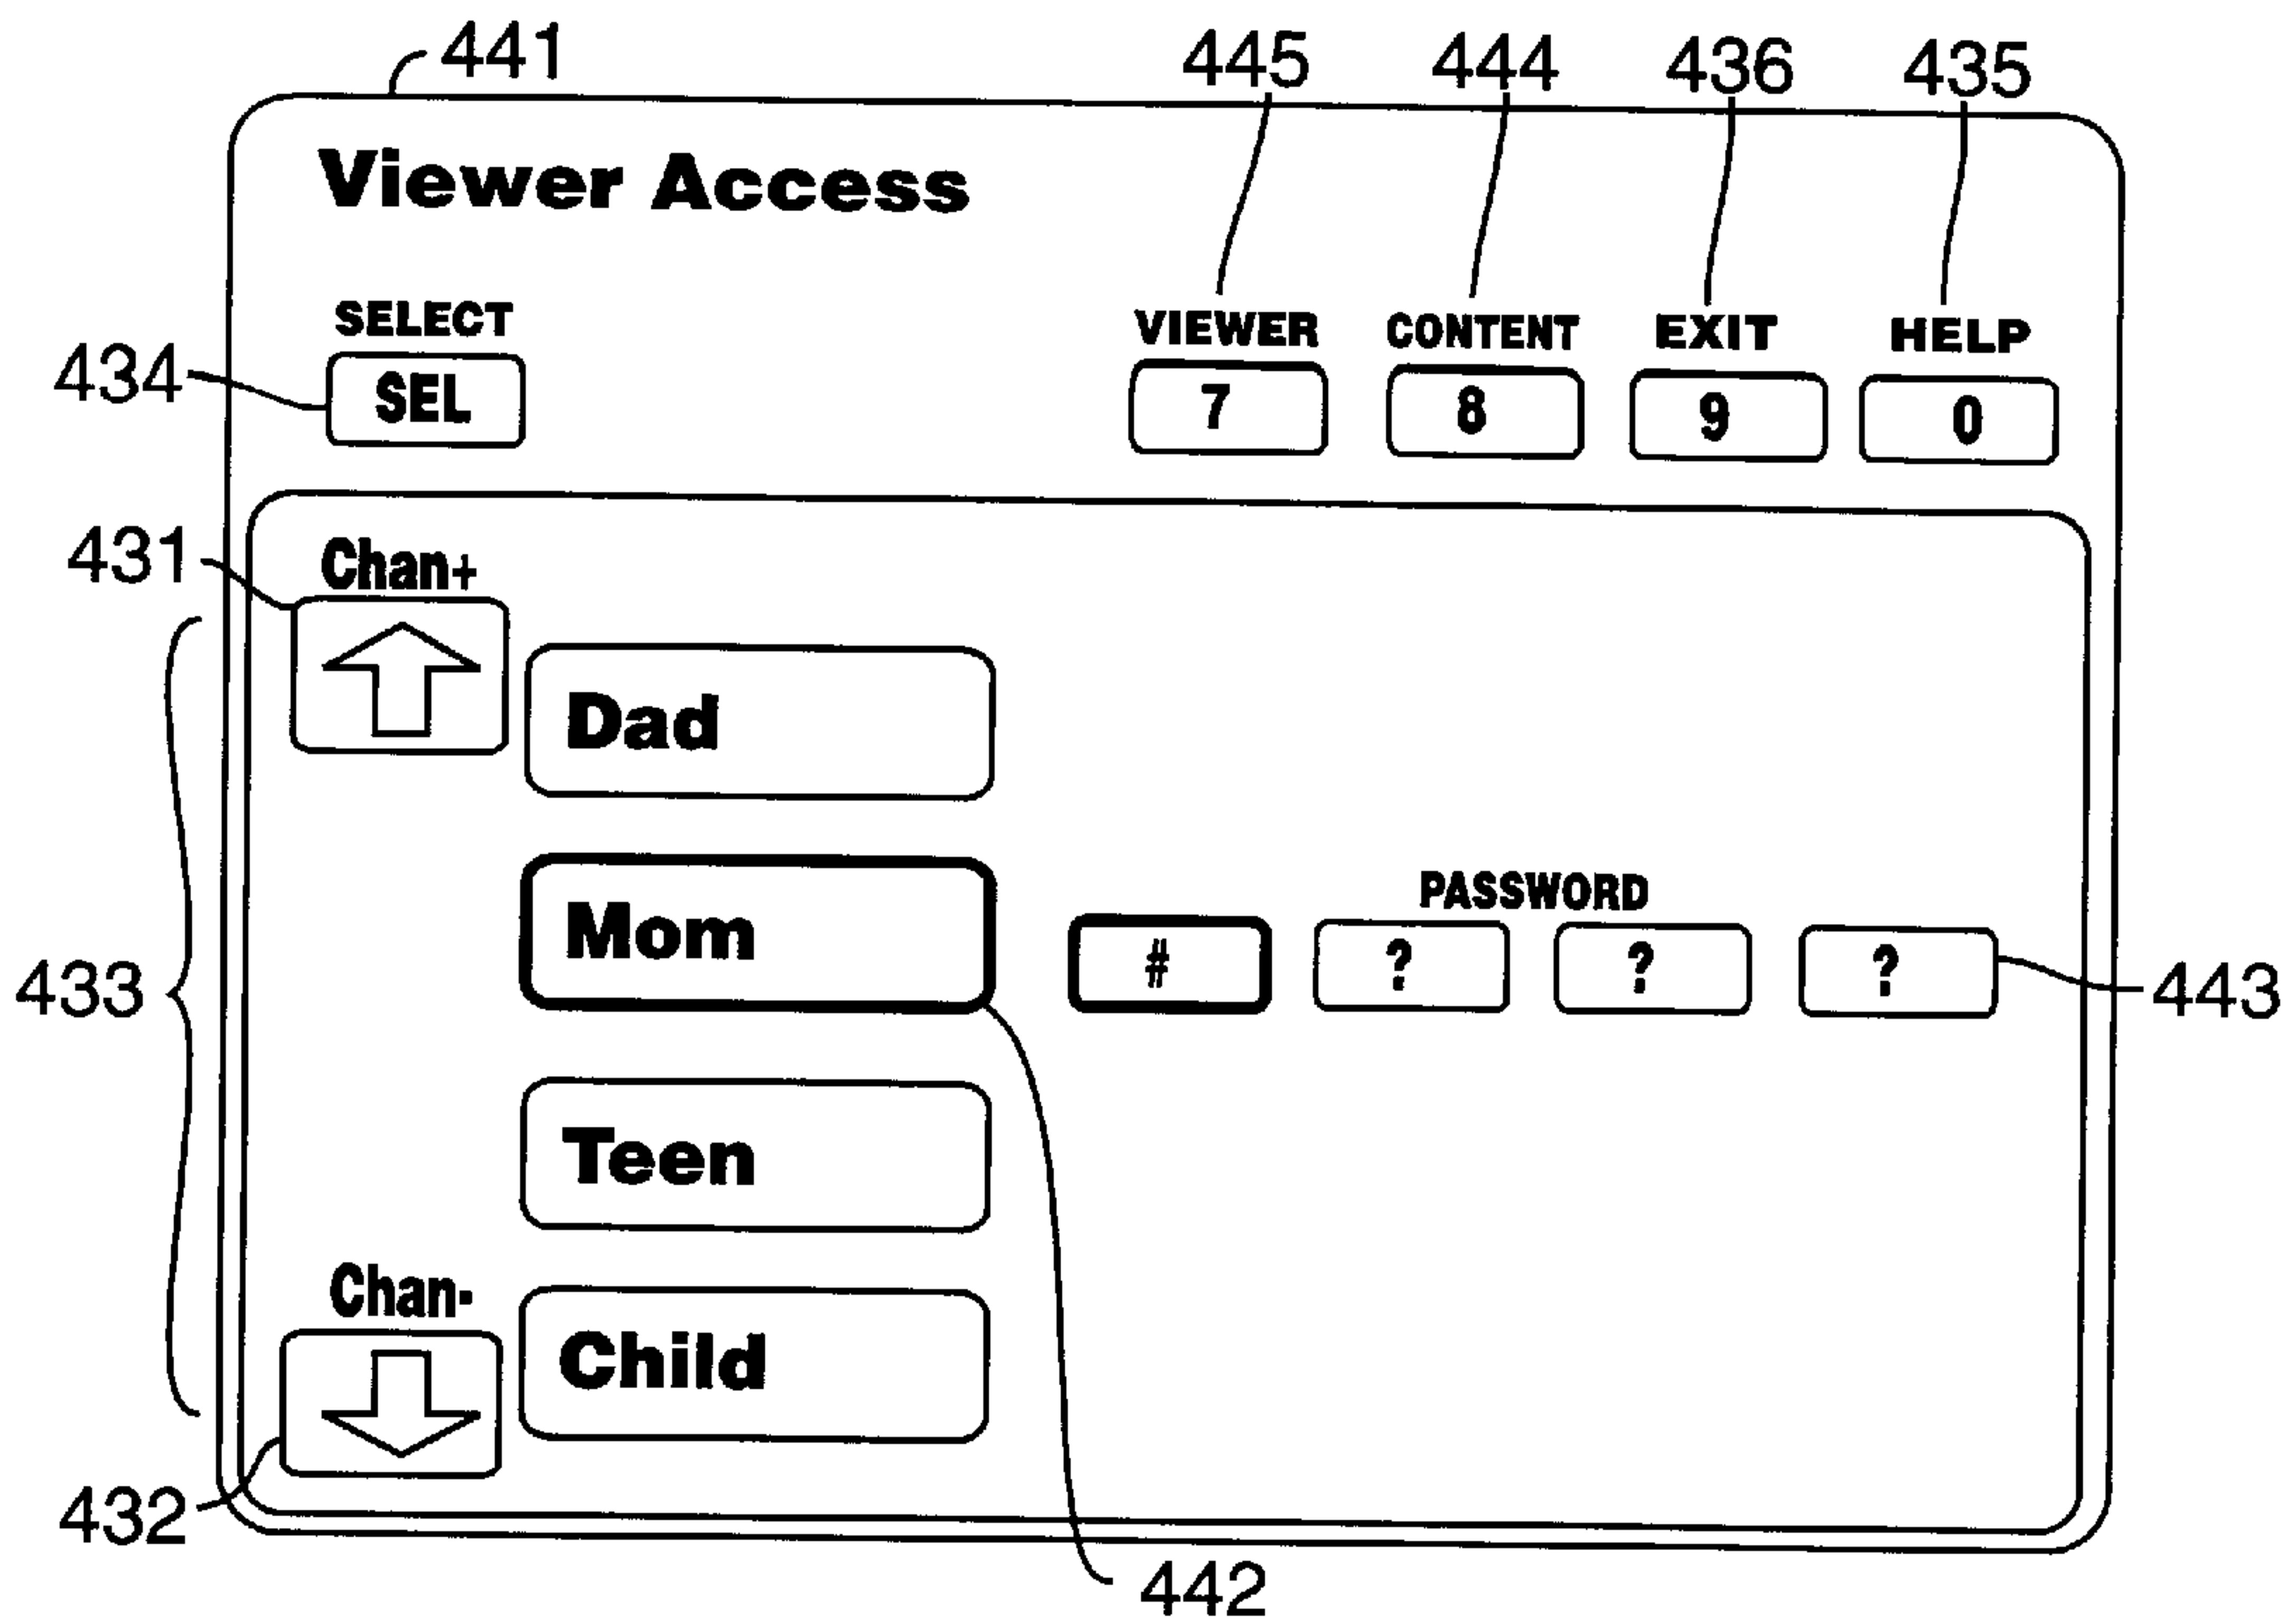 441 445 444 436 435
Viewer Access
SELECT VIEWER CONTENT EXIT HELP
434 SEL 7 8 9 0
431 Chan+
Dad
PASSWORD
433 Mom # ? ? ? 443
Teen
Chan-
Child
432
442